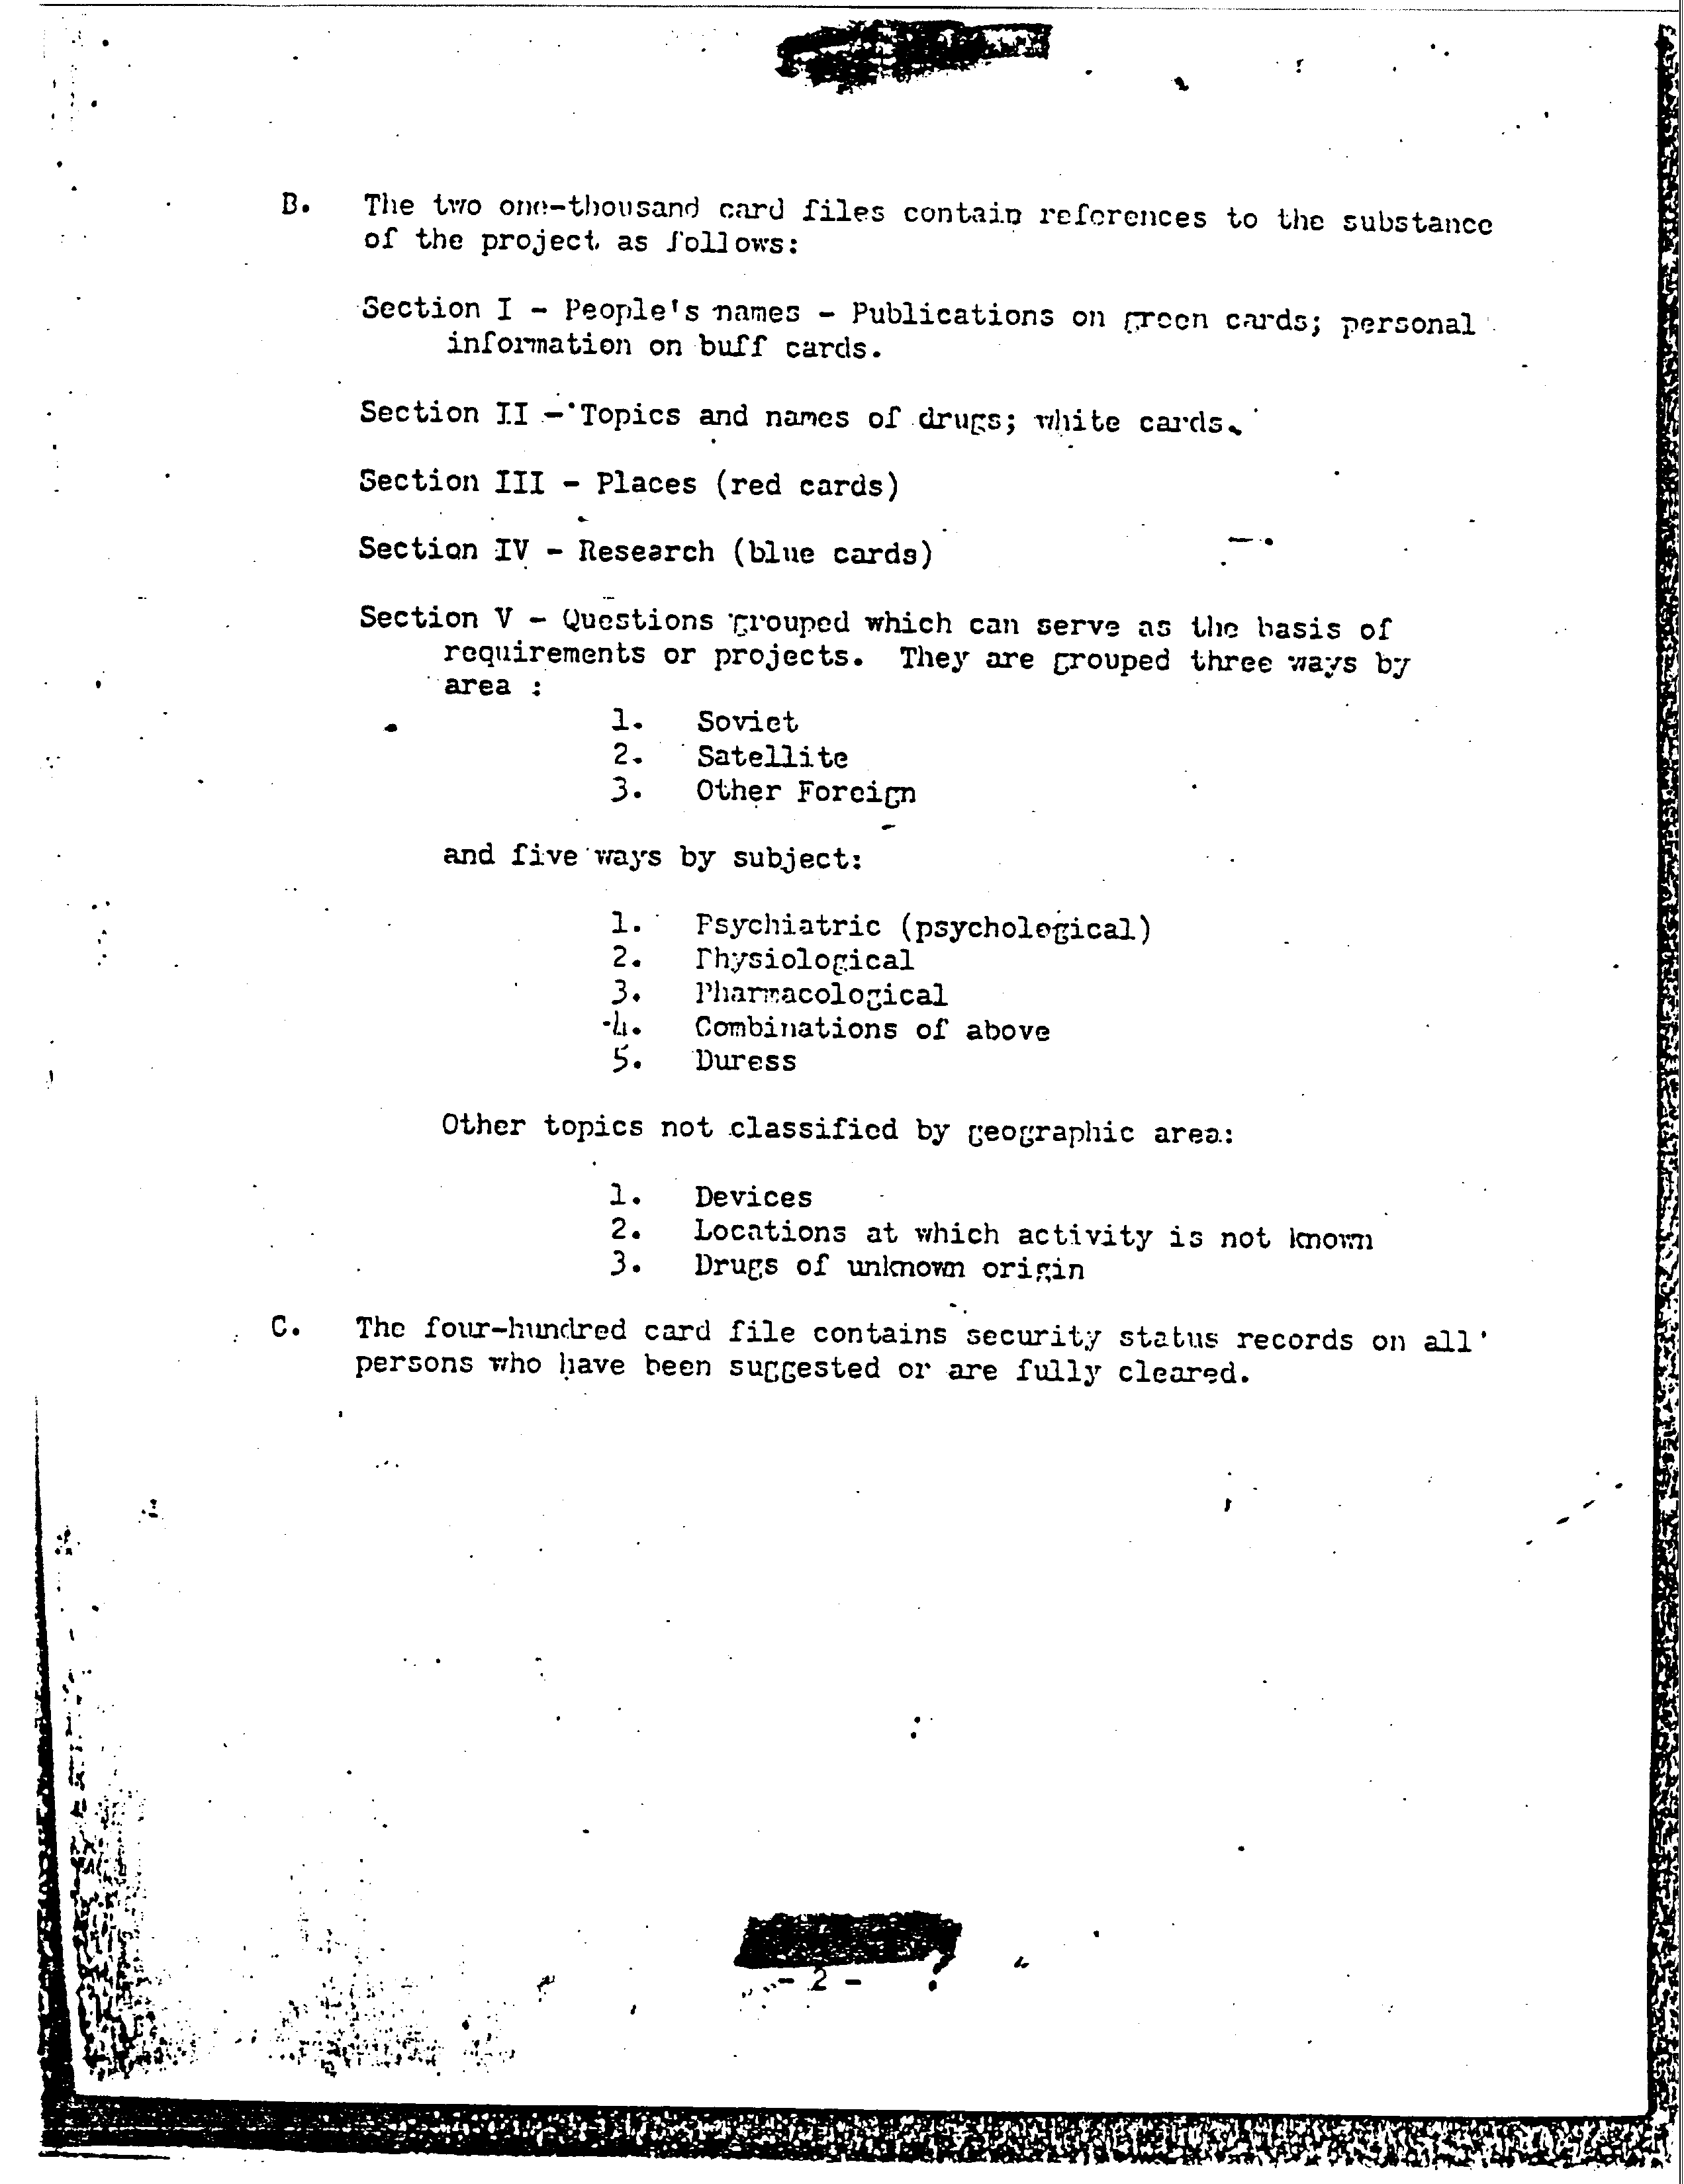 B. The two one-thousand card files contain references to the substance
of the project as follows:
Section I - People's names - Publications on green cards; personal
information on buff cards.
Section II - Topics and names of drugs; white cards.
Section III - Places (red cards)
Section IV - Research (blue cards)
Section V - Questions grouped which can serve as the basis of
requirements or projects. They are grouped three ways by
area :
1. Soviet
2. Satellite
3. Other Foreign
and five ways by subject:
1. Psychiatric (psychological)
2. Physiological
3. Pharmacological
4. Combinations of above
5. Duress
Other topics not classified by geographic area:
1. Devices
2. Locations at which activity is not known
3. Drugs of unknown origin
C. The four-hundred card file contains security status records on all
persons who have been suggested or are fully cleared.
- 2 -